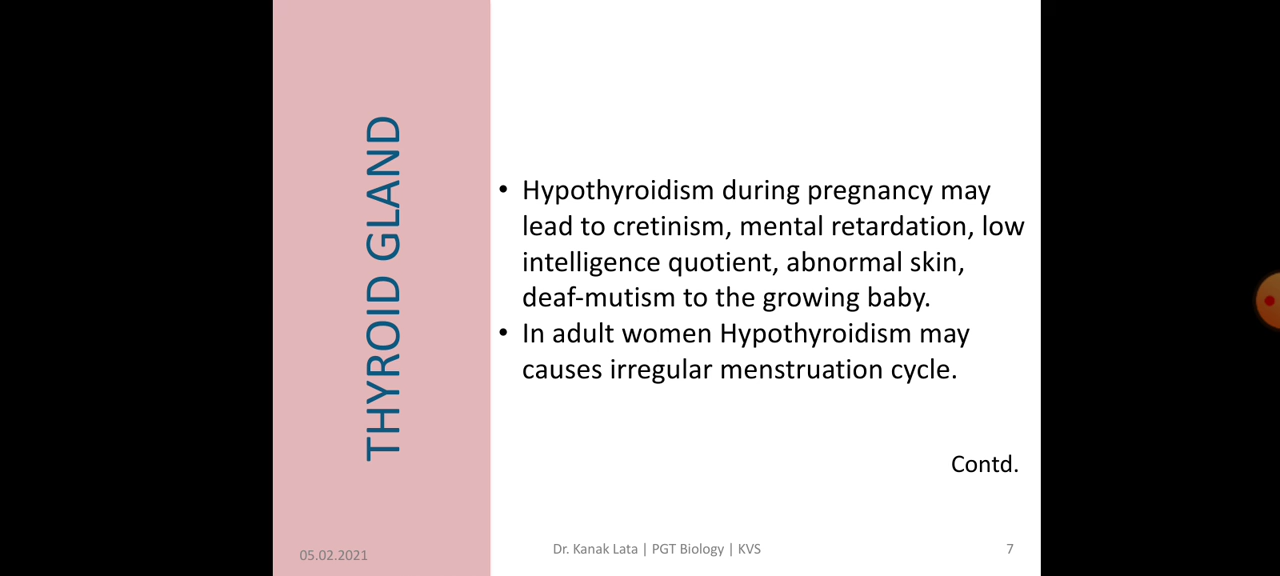 THYROID GLAND
• Hypothyroidism during pregnancy may
lead to cretinism, mental retardation, low
intelligence quotient, abnormal skin,
deaf-mutism to the growing baby.
• In adult women Hypothyroidism may
causes irregular menstruation cycle.
Contd.
05.02.2021
Dr. Kanak Lata | PGT Biology | KVS
7